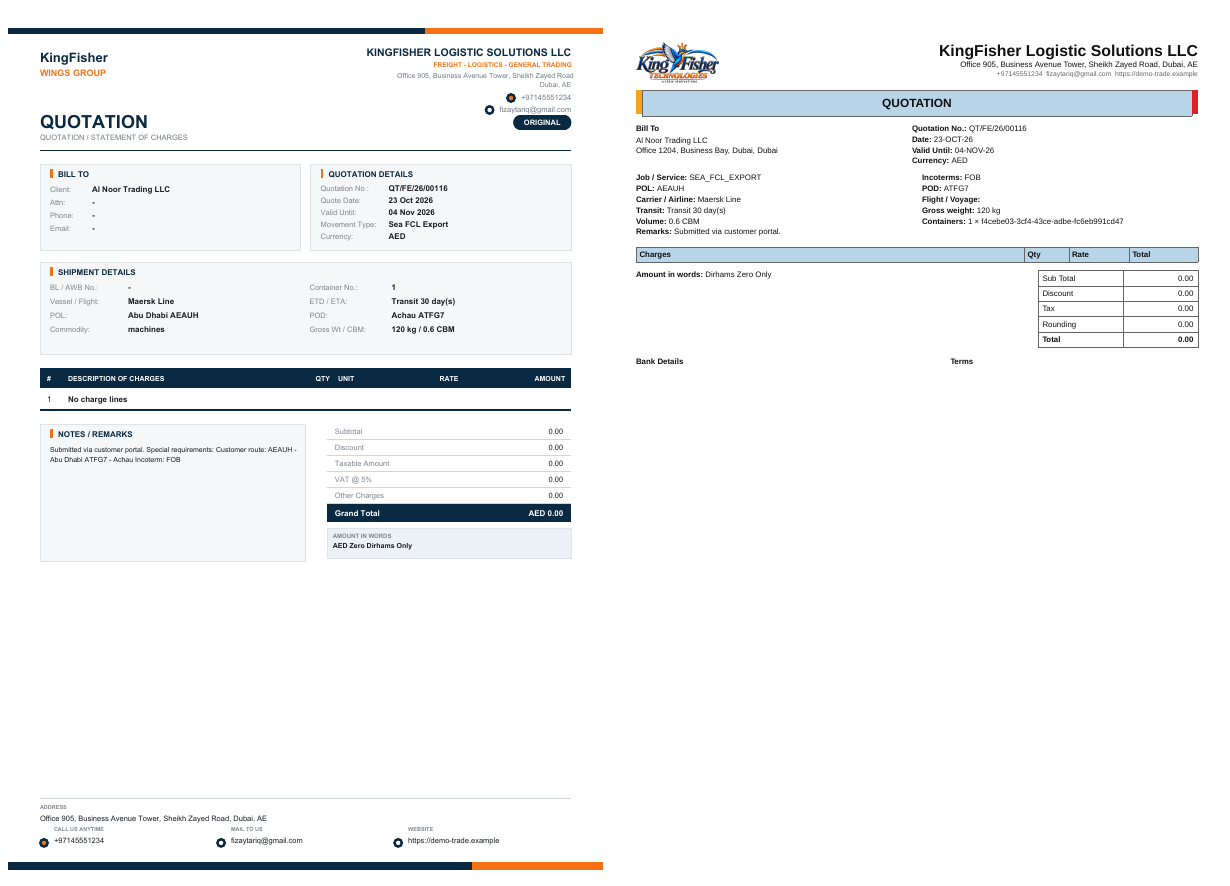 KingFisher
WINGS GROUP
KINGFISHER LOGISTIC SOLUTIONS LLC
FREIGHT - LOGISTICS - GENERAL TRADING
Office 905, Business Avenue Tower, Sheikh Zayed Road
Dubai, AE
+97145551234
fizaytariq@gmail.com
QUOTATION
ORIGINAL
QUOTATION / STATEMENT OF CHARGES
BILL TO
Client: Al Noor Trading LLC
Attn: -
Phone: -
Email: -
QUOTATION DETAILS
Quotation No.: QT/FE/26/00116
Quote Date: 23 Oct 2026
Valid Until: 04 Nov 2026
Movement Type: Sea FCL Export
Currency: AED
SHIPMENT DETAILS
BL / AWB No.: - Container No.: 1
Vessel / Flight: Maersk Line ETD / ETA: Transit 30 day(s)
POL: Abu Dhabi AEAUH POD: Achau ATFG7
Commodity: machines Gross Wt / CBM: 120 kg / 0.6 CBM
# DESCRIPTION OF CHARGES QTY UNIT RATE AMOUNT
1 No charge lines
NOTES / REMARKS
Submitted via customer portal. Special requirements: Customer route: AEAUH -
Abu Dhabi ATFG7 - Achau Incoterm: FOB
Subtotal 0.00
Discount 0.00
Taxable Amount 0.00
VAT @ 5% 0.00
Other Charges 0.00
Grand Total AED 0.00
AMOUNT IN WORDS
AED Zero Dirhams Only
ADDRESS
Office 905, Business Avenue Tower, Sheikh Zayed Road, Dubai, AE
CALL US ANYTIME MAIL TO US WEBSITE
+97145551234 fizaytariq@gmail.com https://demo-trade.example
King Fisher
TECHNOLOGIES
KingFisher Logistic Solutions LLC
Office 905, Business Avenue Tower, Sheikh Zayed Road, Dubai, AE
+97145551234 fizaytariq@gmail.com https://demo-trade.example
QUOTATION
Bill To
Al Noor Trading LLC
Office 1204, Business Bay, Dubai, Dubai
Quotation No.: QT/FE/26/00116
Date: 23-OCT-26
Valid Until: 04-NOV-26
Currency: AED
Job / Service: SEA_FCL_EXPORT Incoterms: FOB
POL: AEAUH POD: ATFG7
Carrier / Airline: Maersk Line Flight / Voyage:
Transit: Transit 30 day(s) Gross weight: 120 kg
Volume: 0.6 CBM Containers: 1 × f4cebe03-3cf4-43ce-adbe-fc6eb991cd47
Remarks: Submitted via customer portal.
Charges Qty Rate Total
Amount in words: Dirhams Zero Only
Sub Total 0.00
Discount 0.00
Tax 0.00
Rounding 0.00
Total 0.00
Bank Details Terms